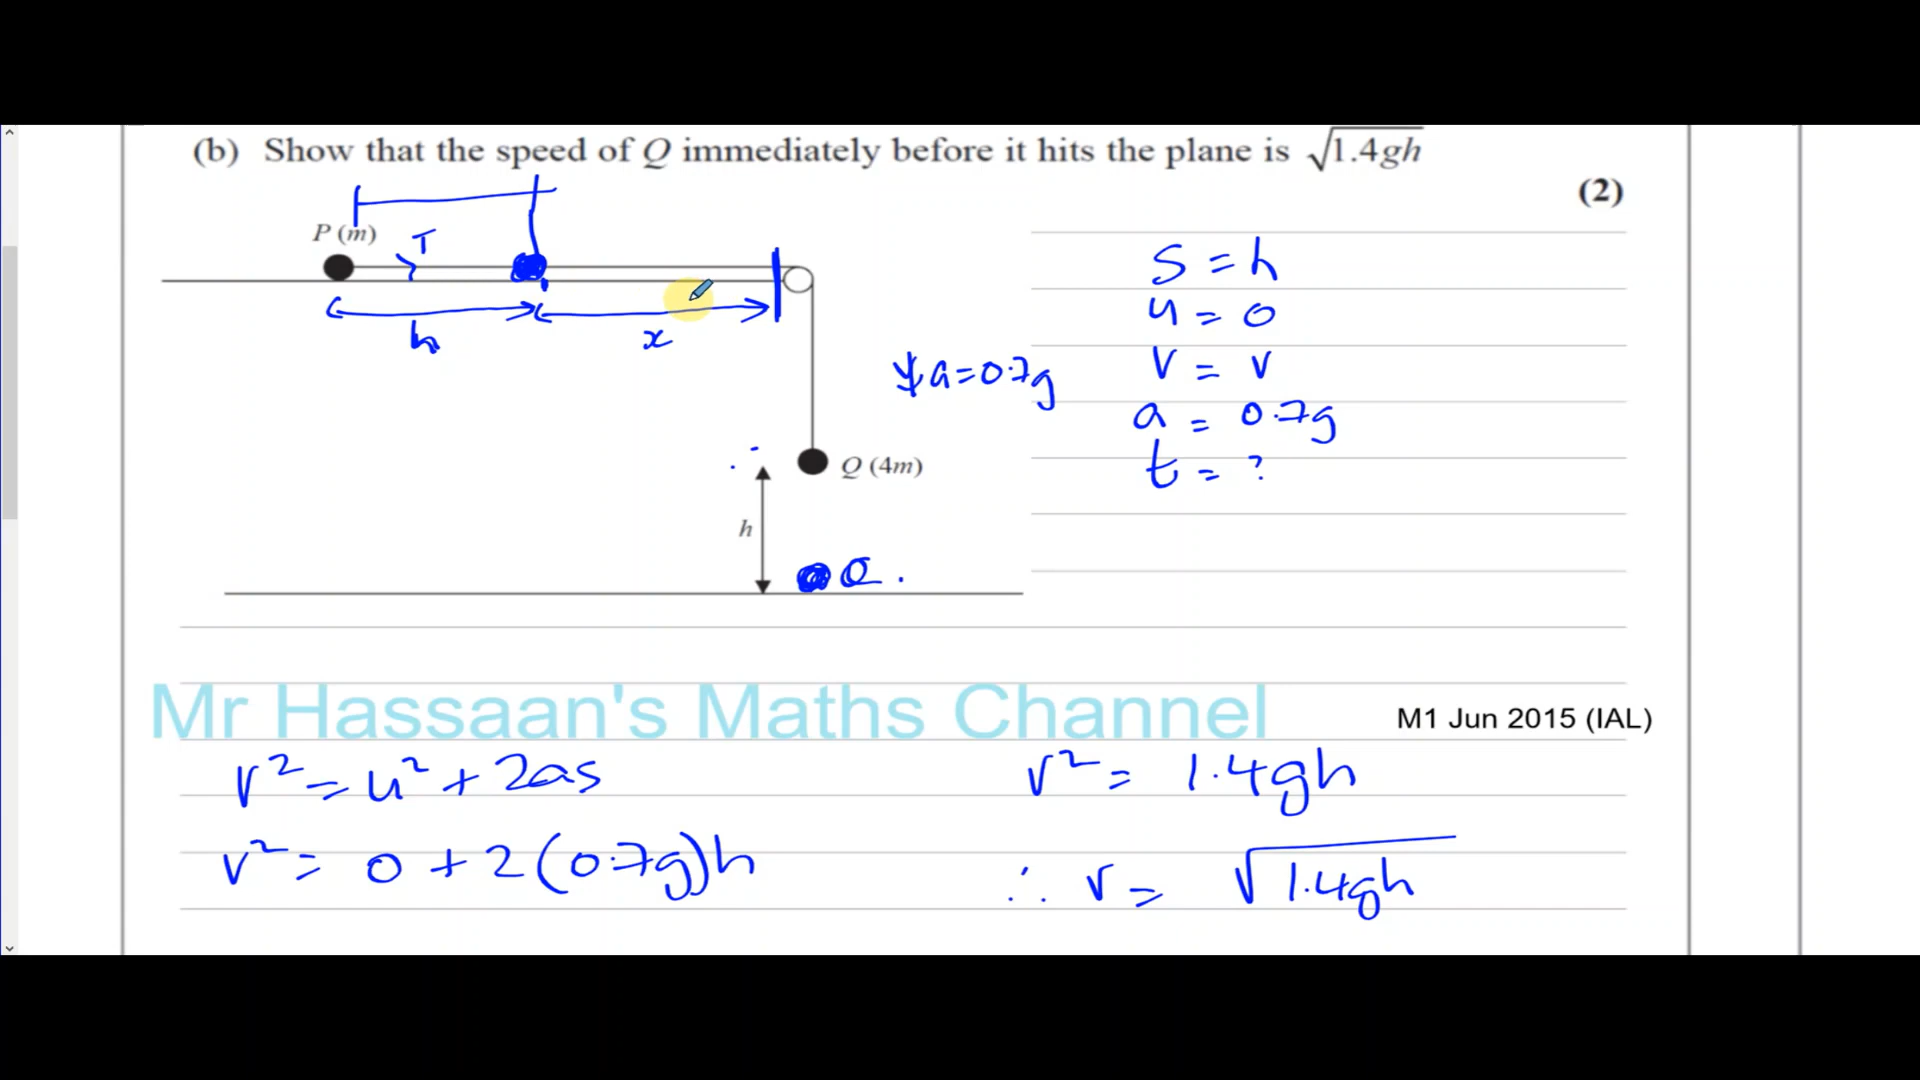 (b) Show that the speed of Q immediately before it hits the plane is √1.4gh
(2)
P (m)
T
h
x
Q (4m)
h
Q.
a = 0.7g
s = h
u = 0
v = v
a = 0.7g
t = ?
Mr Hassaan's Maths Channel
M1 Jun 2015 (IAL)
v² = u² + 2as
v² = 0 + 2(0.7g)h
v² = 1.4gh
∴ v = √1.4gh